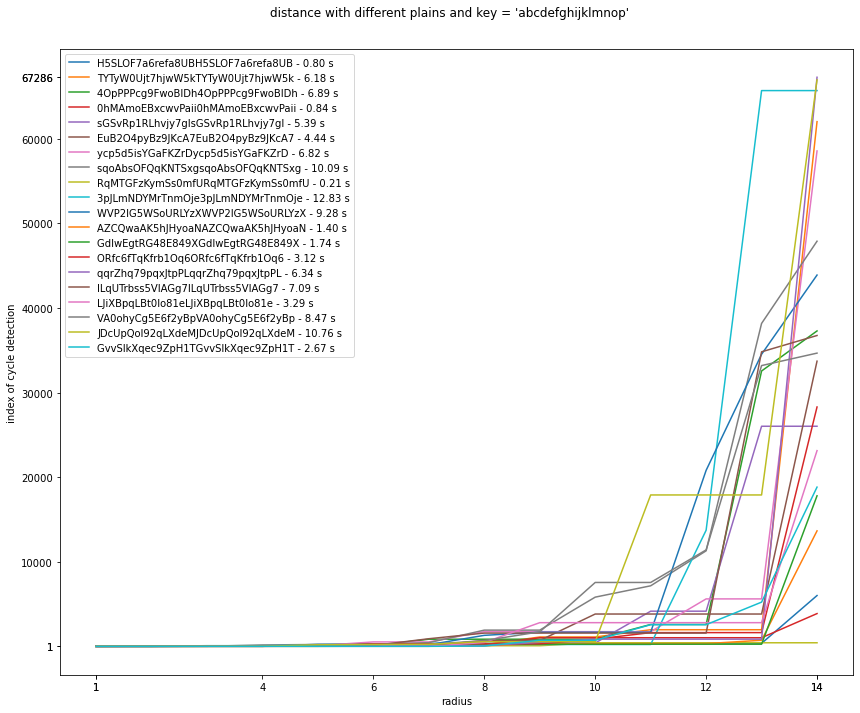 distance with different plains and key = 'abcdefghijklmnop'
67286
60000
50000
40000
30000
20000
10000
1
index of cycle detection
H5SLOF7a6refa8UBH5SLOF7a6refa8UB - 0.80 s
TYTyW0Ujt7hjwW5kTYTyW0Ujt7hjwW5k - 6.18 s
4OpPPPcg9FwoBIDh4OpPPPcg9FwoBIDh - 6.89 s
0hMAmoEBxcwvPaii0hMAmoEBxcwvPaii - 0.84 s
sGSvRp1RLhvjy7glsGSvRp1RLhvjy7gl - 5.39 s
EuB2O4pyBz9JKcA7EuB2O4pyBz9JKcA7 - 4.44 s
ycp5d5isYGaFKZrDycp5d5isYGaFKZrD - 6.82 s
sqoAbsOFQqKNTSxgsqoAbsOFQqKNTSxg - 10.09 s
RqMTGFzKymSs0mfURqMTGFzKymSs0mfU - 0.21 s
3pJLmNDYMrTnmOje3pJLmNDYMrTnmOje - 12.83 s
WVP2IG5WSoURLYzXWVP2IG5WSoURLYzX - 9.28 s
AZCQwaAK5hJHyoaNAZCQwaAK5hJHyoaN - 1.40 s
GdIwEgtRG48E849XGdIwEgtRG48E849X - 1.74 s
ORfc6fTqKfrb1Oq6ORfc6fTqKfrb1Oq6 - 3.12 s
qqrZhq79pqxJtpPLqqrZhq79pqxJtpPL - 6.34 s
ILqUTrbss5VIAGg7ILqUTrbss5VIAGg7 - 7.09 s
LJiXBpqLBt0Io81eLJiXBpqLBt0Io81e - 3.29 s
VA0ohyCg5E6f2yBpVA0ohyCg5E6f2yBp - 8.47 s
JDcUpQoI92qLXdeMJDcUpQoI92qLXdeM - 10.76 s
GvvSIkXqec9ZpH1TGvvSIkXqec9ZpH1T - 2.67 s
1 4 6 8 10 12 14
radius